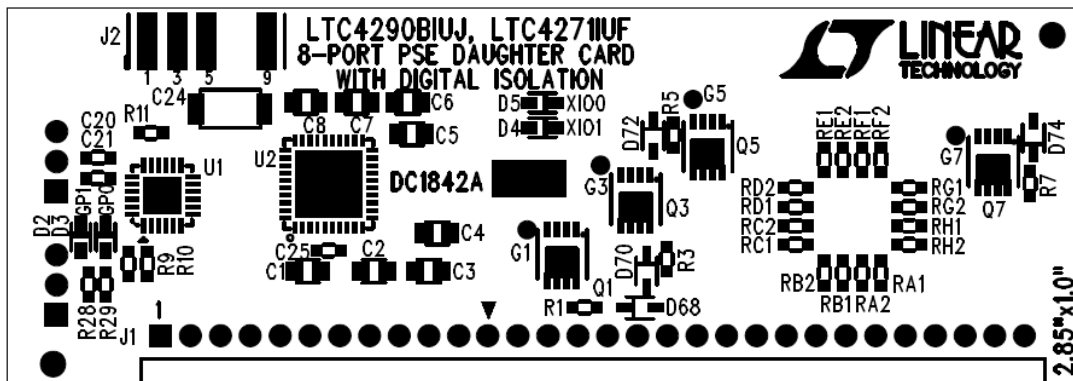 J2
1 3 5 9
LTC4290BIUJ, LTC4271IUF
8-PORT PSE DAUGHTER CARD
WITH DIGITAL ISOLATION
LINEAR
TECHNOLOGY
C24
R11
C20
C21
U1
U2
C8
C7
C6
C5
D5
XIO0
D4
XIO1
DC1842A
D72
R5
G5
Q5
RE1
RE2
RF1
RF2
G7
D74
R7
Q7
G3
Q3
RD2
RD1
RC2
RC1
RG1
RG2
RH1
RH2
RB2
RB1
RA2
RA1
D2
D3
GP1
GP0
R9
R10
C25
C1
C2
C3
C4
G1
Q1
D70
R3
R1
D68
R28
R29
J1
1
2.85"x1.0"